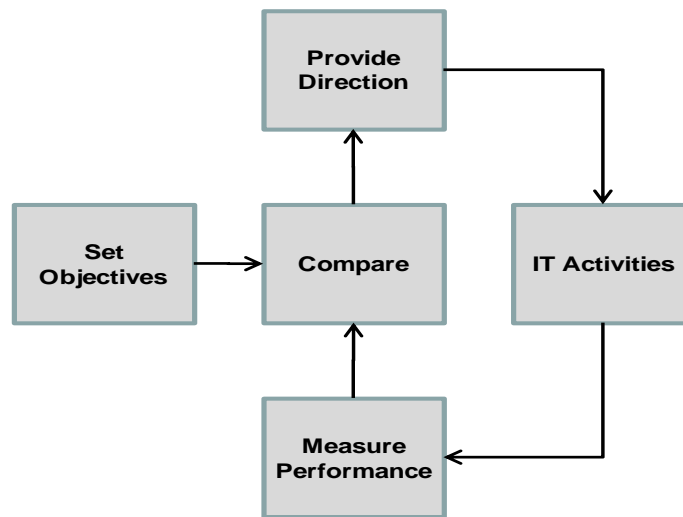 Provide
Direction
Set
Objectives
Compare
IT Activities
Measure
Performance